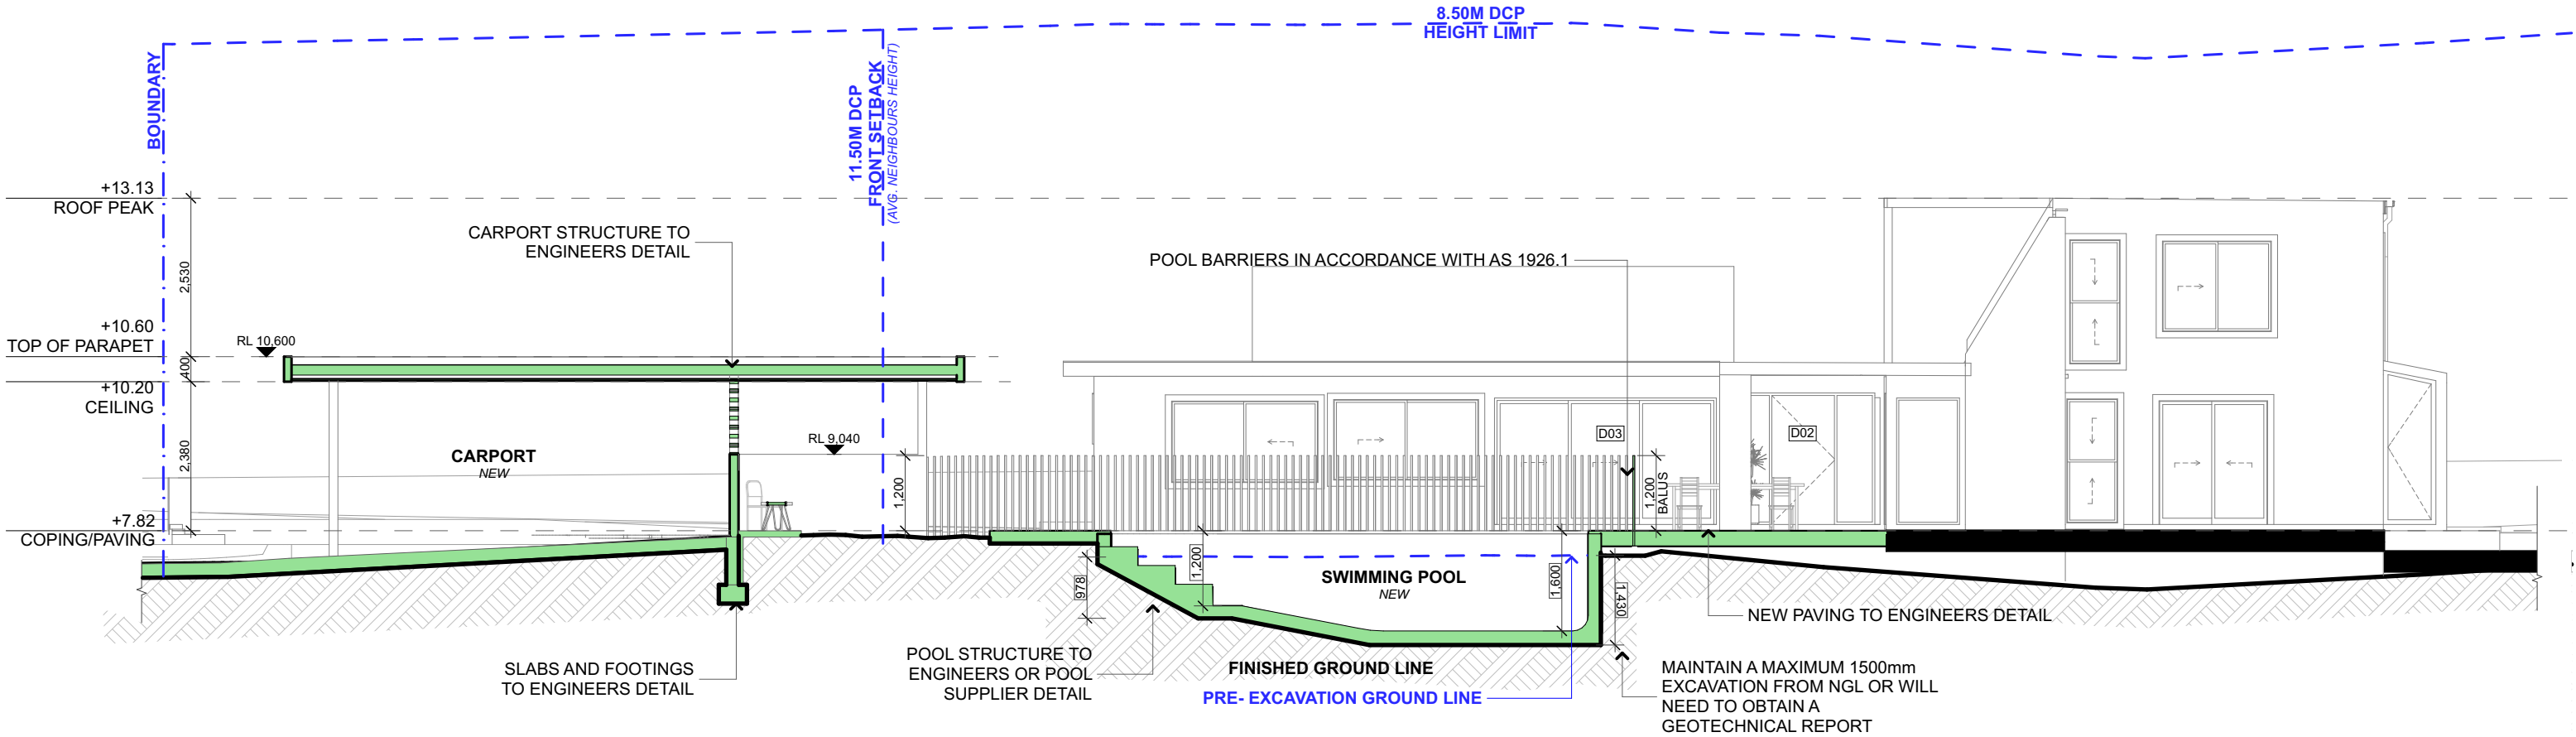 8.50M DCP
HEIGHT LIMIT
BOUNDARY
11.50M DCP
FRONT SETBACK
(AVG. NEIGHBOURS HEIGHT)
+13.13
ROOF PEAK
2,530
CARPORT STRUCTURE TO
ENGINEERS DETAIL
POOL BARRIERS IN ACCORDANCE WITH AS 1926.1
+10.60
TOP OF PARAPET
RL 10,600
400
+10.20
CEILING
2,380
CARPORT
NEW
RL 9,040
1,200
D03
D02
1,200
BALUS
+7.82
COPING/PAVING
978
1,200
SWIMMING POOL
NEW
1,600
1,430
NEW PAVING TO ENGINEERS DETAIL
SLABS AND FOOTINGS
TO ENGINEERS DETAIL
POOL STRUCTURE TO
ENGINEERS OR POOL
SUPPLIER DETAIL
FINISHED GROUND LINE
PRE- EXCAVATION GROUND LINE
MAINTAIN A MAXIMUM 1500mm
EXCAVATION FROM NGL OR WILL
NEED TO OBTAIN A
GEOTECHNICAL REPORT